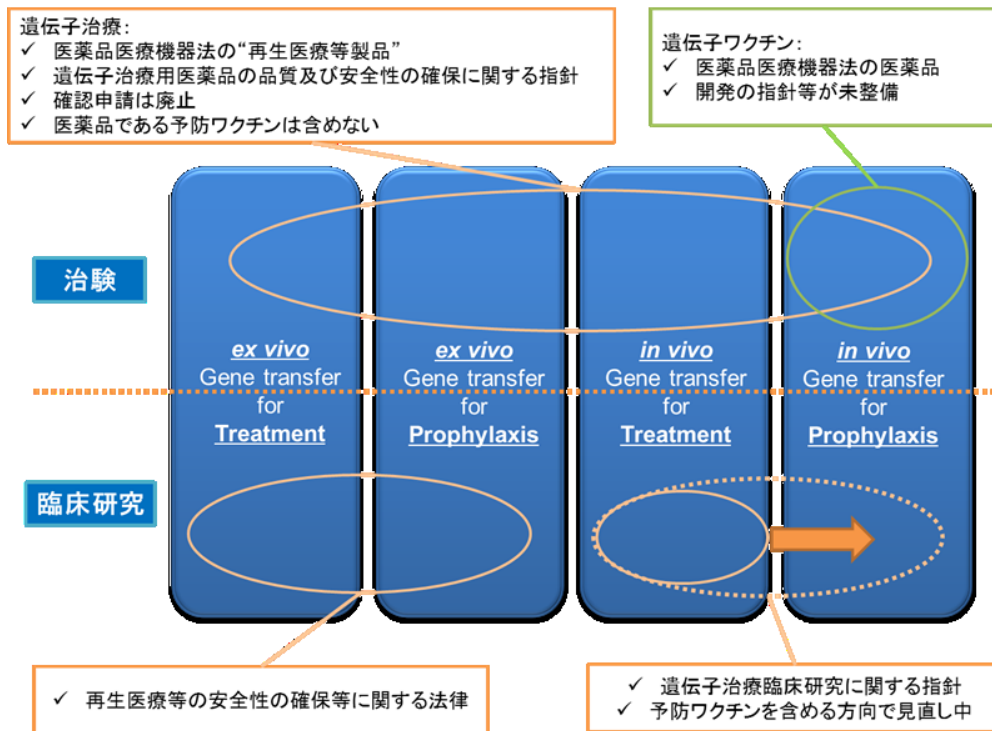 遺伝子治療:
✓ 医薬品医療機器法の“再生医療等製品”
✓ 遺伝子治療用医薬品の品質及び安全性の確保に関する指針
✓ 確認申請は廃止
✓ 医薬品である予防ワクチンは含めない
遺伝子ワクチン:
✓ 医薬品医療機器法の医薬品
✓ 開発の指針等が未整備
治験
ex vivo
Gene transfer
for
Treatment
ex vivo
Gene transfer
for
Prophylaxis
in vivo
Gene transfer
for
Treatment
in vivo
Gene transfer
for
Prophylaxis
臨床研究
✓ 再生医療等の安全性の確保等に関する法律
✓ 遺伝子治療臨床研究に関する指針
✓ 予防ワクチンを含める方向で見直し中